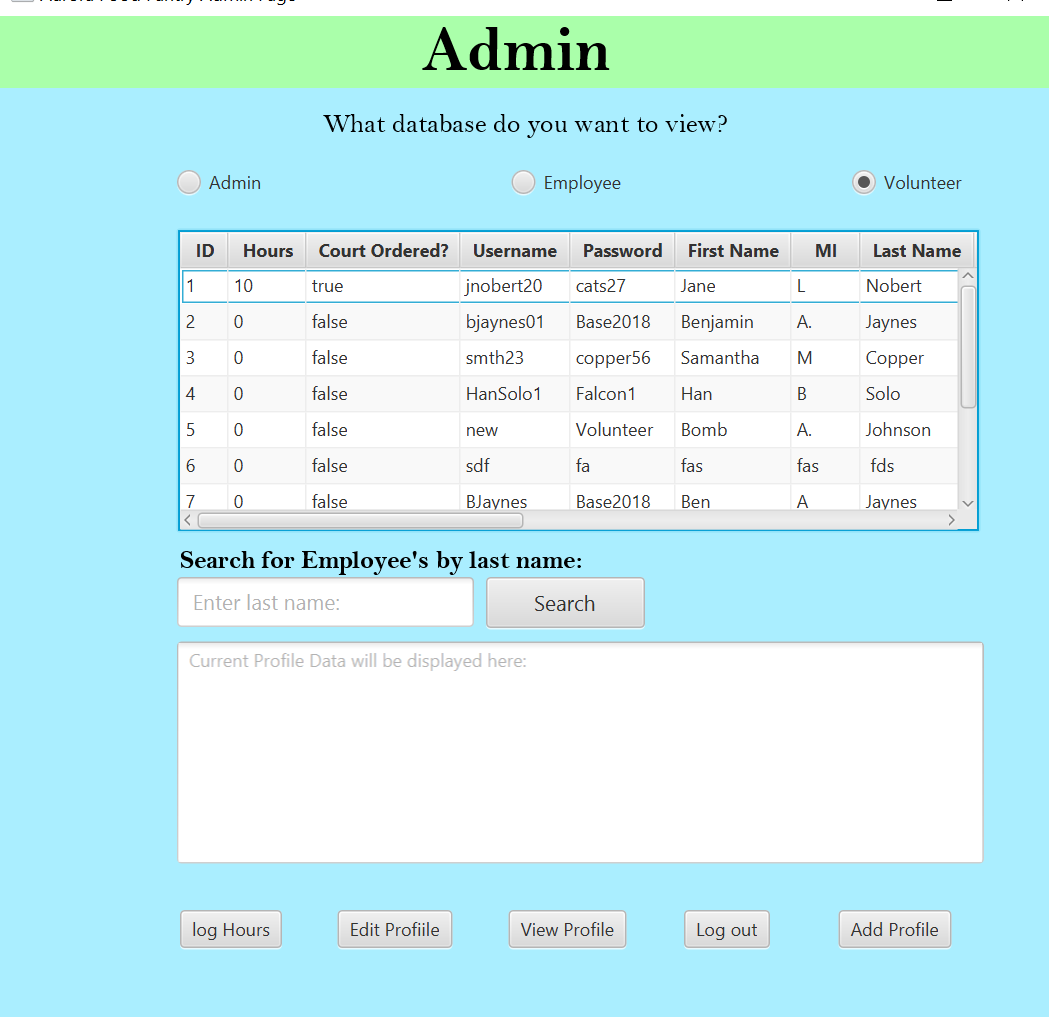 Admin
What database do you want to view?
Admin Employee Volunteer
ID Hours Court Ordered? Username Password First Name MI Last Name
1 10 true jnobert20 cats27 Jane L Nobert
2 0 false bjaynes01 Base2018 Benjamin A. Jaynes
3 0 false smth23 copper56 Samantha M Copper
4 0 false HanSolo1 Falcon1 Han B Solo
5 0 false new Volunteer Bomb A. Johnson
6 0 false sdf fa fas fas fds
7 0 false BJaynes Base2018 Ben A Jaynes
Search for Employee's by last name:
Enter last name: Search
Current Profile Data will be displayed here:
log Hours Edit Profiile View Profile Log out Add Profile